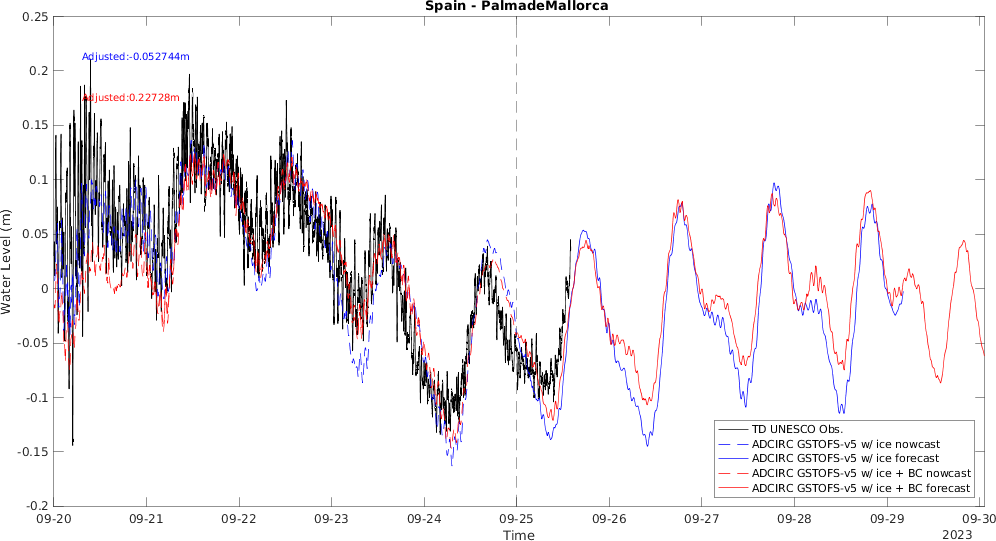 Spain - PalmadeMallorca
0.25
0.2
0.15
0.1
0.05
0
-0.05
-0.1
-0.15
-0.2
Water Level (m)
Adjusted:-0.052744m
Adjusted:0.22728m
TD UNESCO Obs.
ADCIRC GSTOFS-v5 w/ ice nowcast
ADCIRC GSTOFS-v5 w/ ice forecast
ADCIRC GSTOFS-v5 w/ ice + BC nowcast
ADCIRC GSTOFS-v5 w/ ice + BC forecast
09-20 09-21 09-22 09-23 09-24 09-25 09-26 09-27 09-28 09-29 09-30
Time
2023